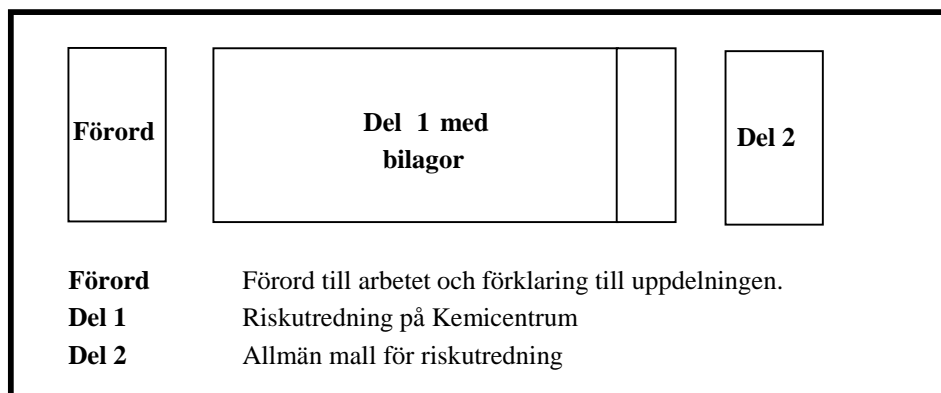 Förord
Del 1 med
bilagor
Del 2
Förord Förord till arbetet och förklaring till uppdelningen.
Del 1 Riskutredning på Kemicentrum
Del 2 Allmän mall för riskutredning